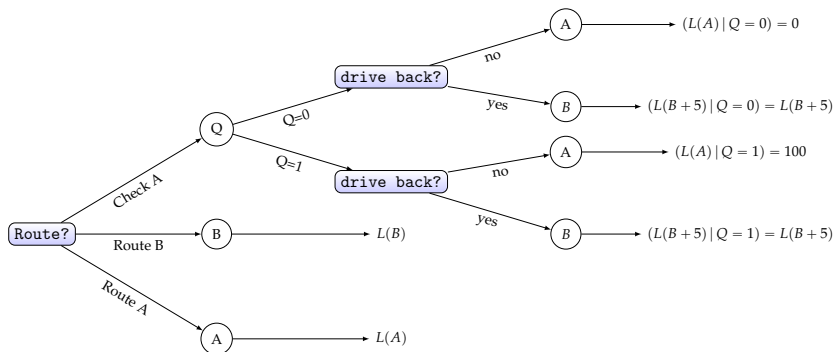 A
(L(A) | Q = 0) = 0
no
drive back?
yes
B
(L(B + 5) | Q = 0) = L(B + 5)
Q
Q=0
Q=1
A
(L(A) | Q = 1) = 100
no
drive back?
yes
B
(L(B + 5) | Q = 1) = L(B + 5)
Check A
Route?
Route B
B
L(B)
Route A
A
L(A)